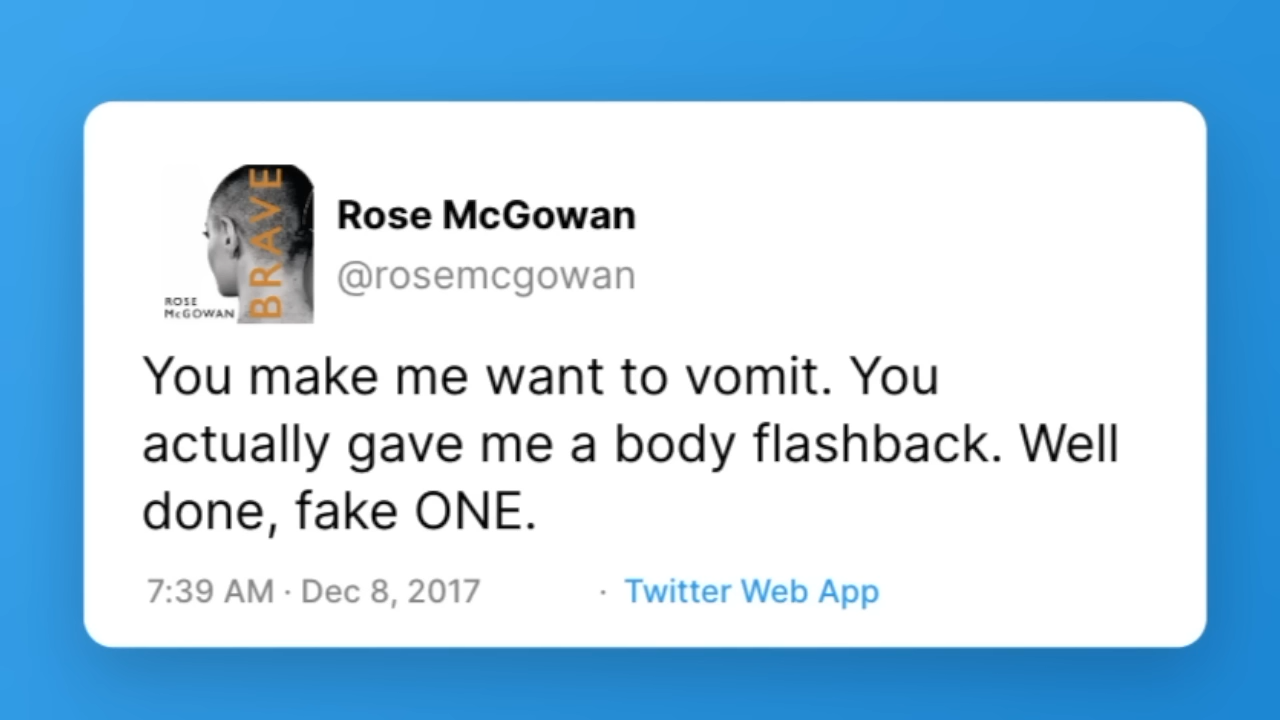 BRAVE
ROSE
McGOWAN
Rose McGowan
@rosemcgowan
You make me want to vomit. You
actually gave me a body flashback. Well
done, fake ONE.
7:39 AM · Dec 8, 2017 · Twitter Web App